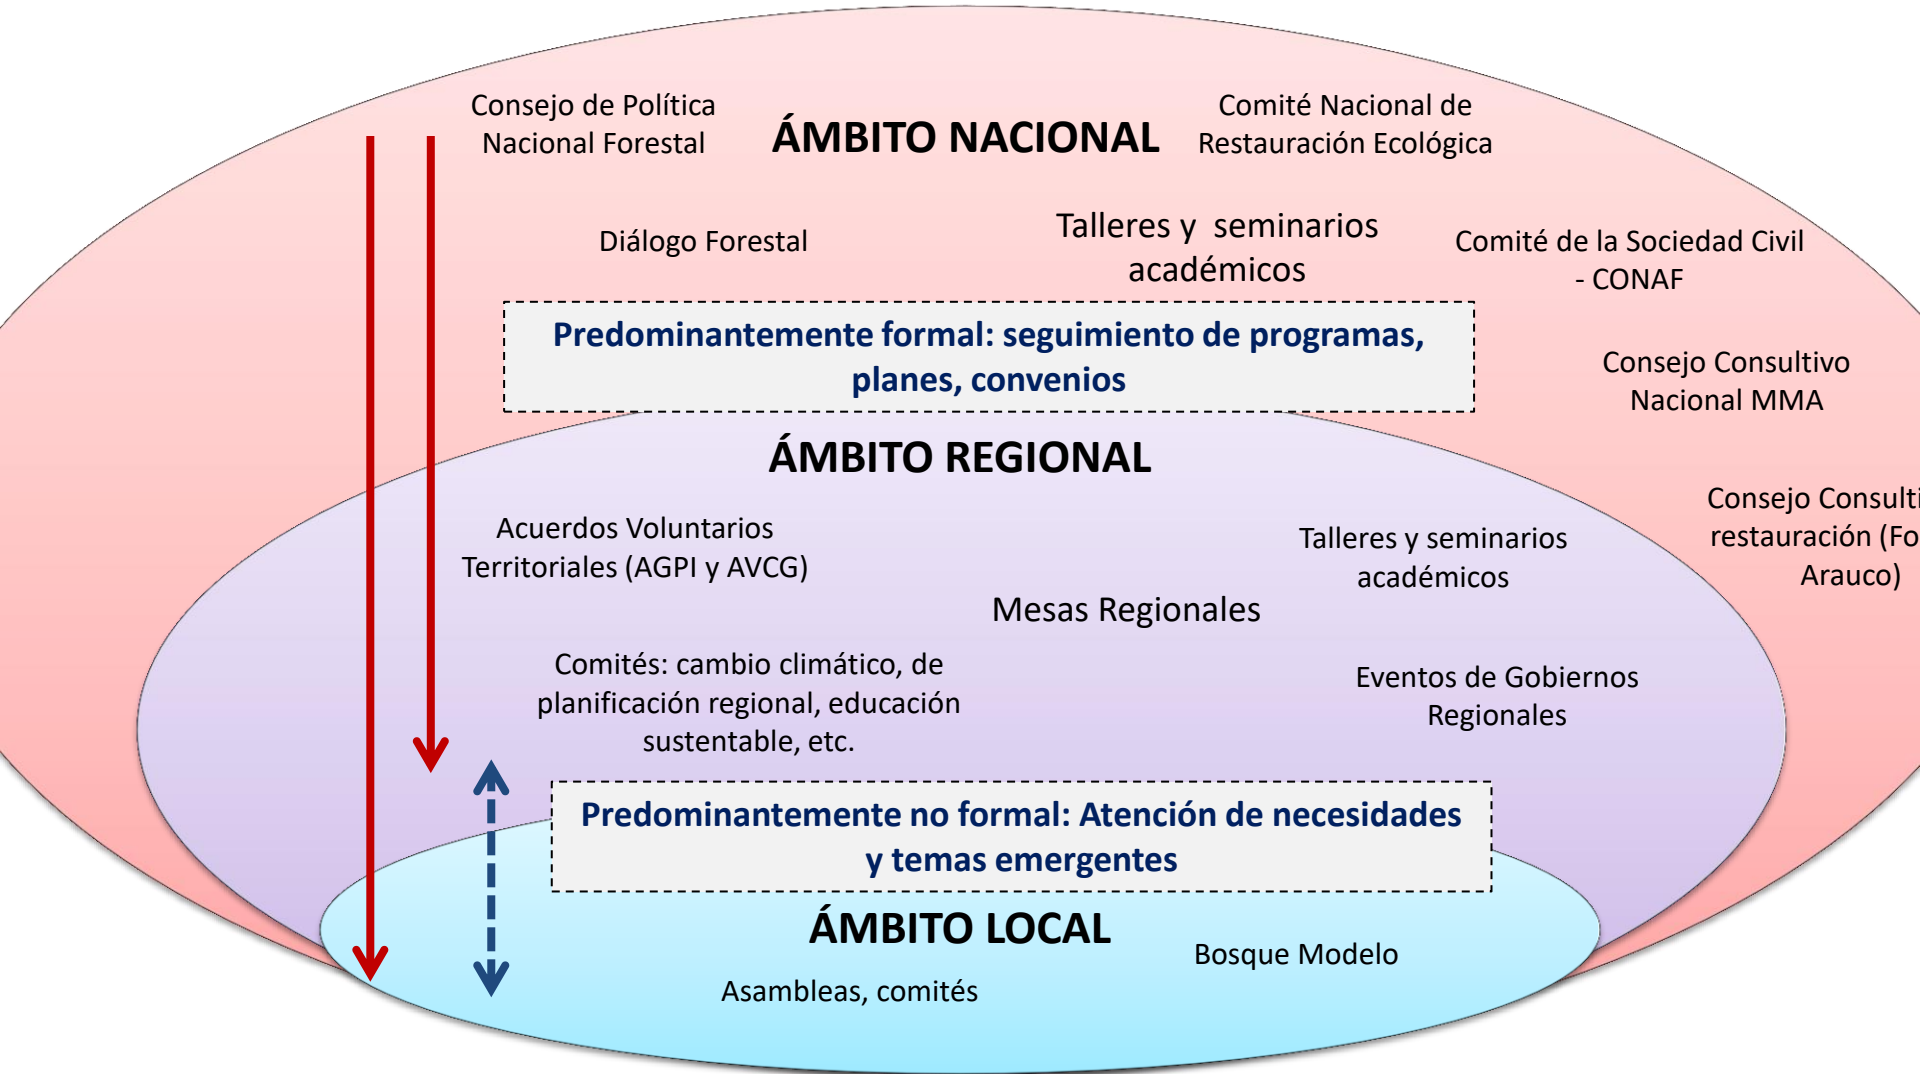 Consejo de Política
Nacional Forestal
ÁMBITO NACIONAL
Comité Nacional de
Restauración Ecológica
Diálogo Forestal
Talleres y seminarios
académicos
Comité de la Sociedad Civil
- CONAF
Predominantemente formal: seguimiento de programas,
planes, convenios
Consejo Consultivo
Nacional MMA
ÁMBITO REGIONAL
Consejo
restauración
Arauco)
Acuerdos Voluntarios
Territoriales (AGPI y AVCG)
Talleres y seminarios
académicos
Mesas Regionales
Comités: cambio climático, de
planificación regional, educación
sustentable, etc.
Eventos de Gobiernos
Regionales
Predominantemente no formal: Atención de necesidades
y temas emergentes
ÁMBITO LOCAL
Bosque Modelo
Asambleas, comités